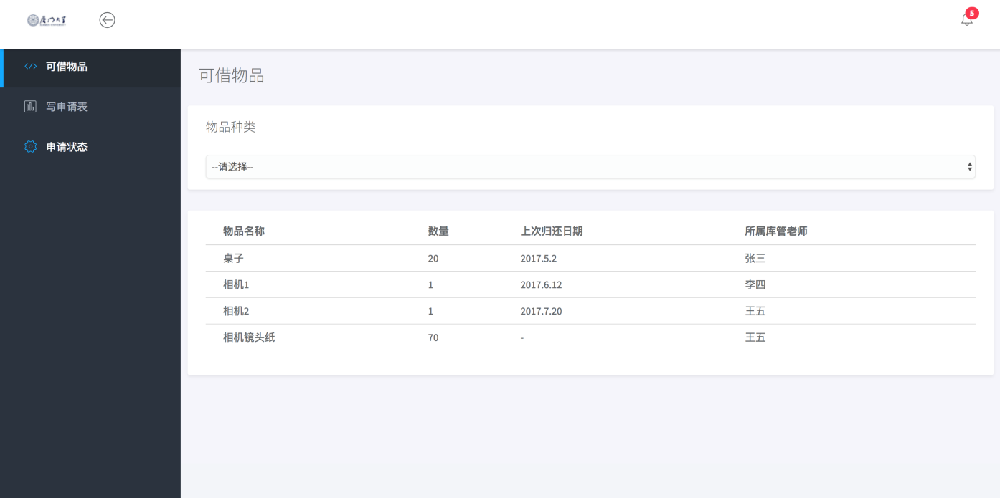 厦门大学
5
可借物品
写申请表
申请状态
可借物品
物品种类
--请选择--
物品名称 数量 上次归还日期 所属库管老师
桌子 20 2017.5.2 张三
相机1 1 2017.6.12 李四
相机2 1 2017.7.20 王五
相机镜头纸 70 - 王五